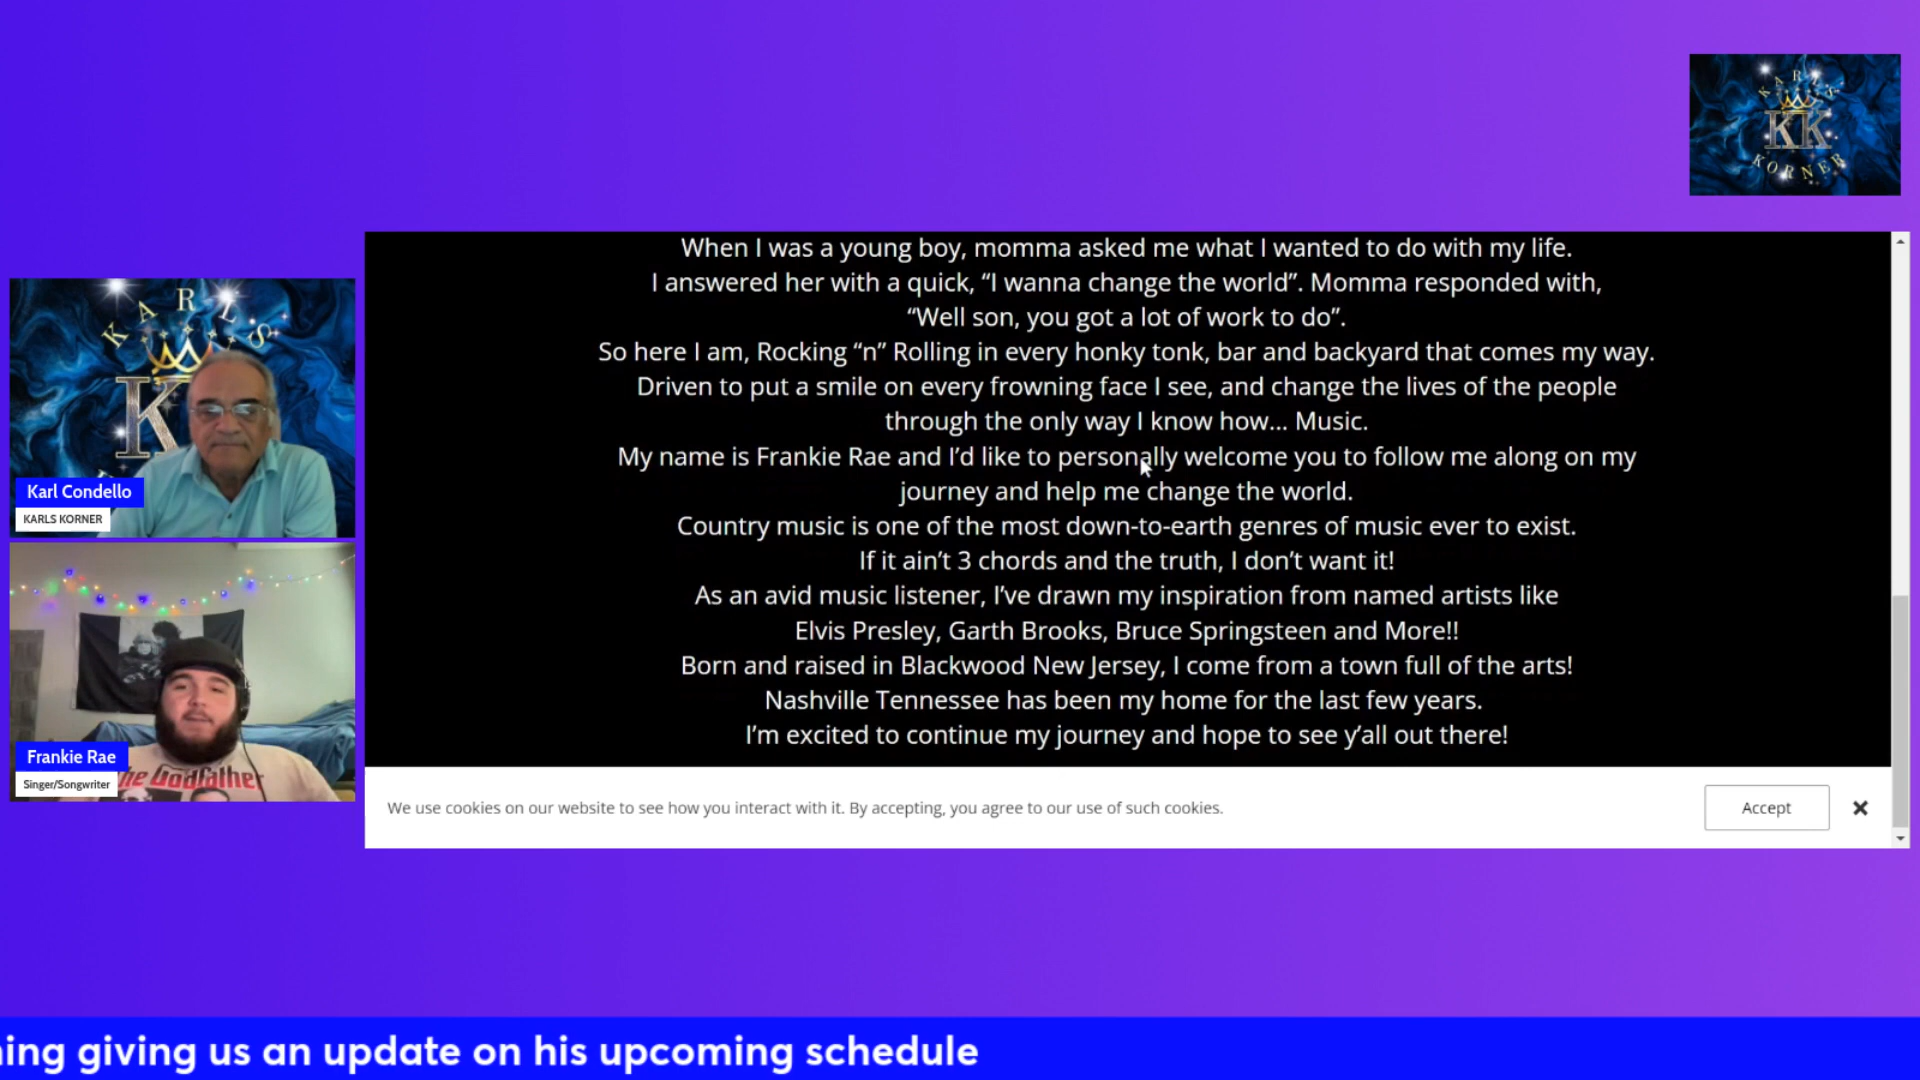 KARLS
KK
KORNER
When I was a young boy, momma asked me what I wanted to do with my life.
I answered her with a quick, “I wanna change the world”. Momma responded with,
“Well son, you got a lot of work to do”.
So here I am, Rocking “n” Rolling in every honky tonk, bar and backyard that comes my way.
Driven to put a smile on every frowning face I see, and change the lives of the people
through the only way I know how... Music.
My name is Frankie Rae and I’d like to personally welcome you to follow me along on my
journey and help me change the world.
Country music is one of the most down-to-earth genres of music ever to exist.
If it ain’t 3 chords and the truth, I don’t want it!
As an avid music listener, I’ve drawn my inspiration from named artists like
Elvis Presley, Garth Brooks, Bruce Springsteen and More!!
Born and raised in Blackwood New Jersey, I come from a town full of the arts!
Nashville Tennessee has been my home for the last few years.
I’m excited to continue my journey and hope to see y’all out there!
We use cookies on our website to see how you interact with it. By accepting, you agree to our use of such cookies.
Accept
KARLS
K
Karl Condello
KARLS KORNER
Frankie Rae
Singer/Songwriter
the Godfather
ing giving us an update on his upcoming schedule